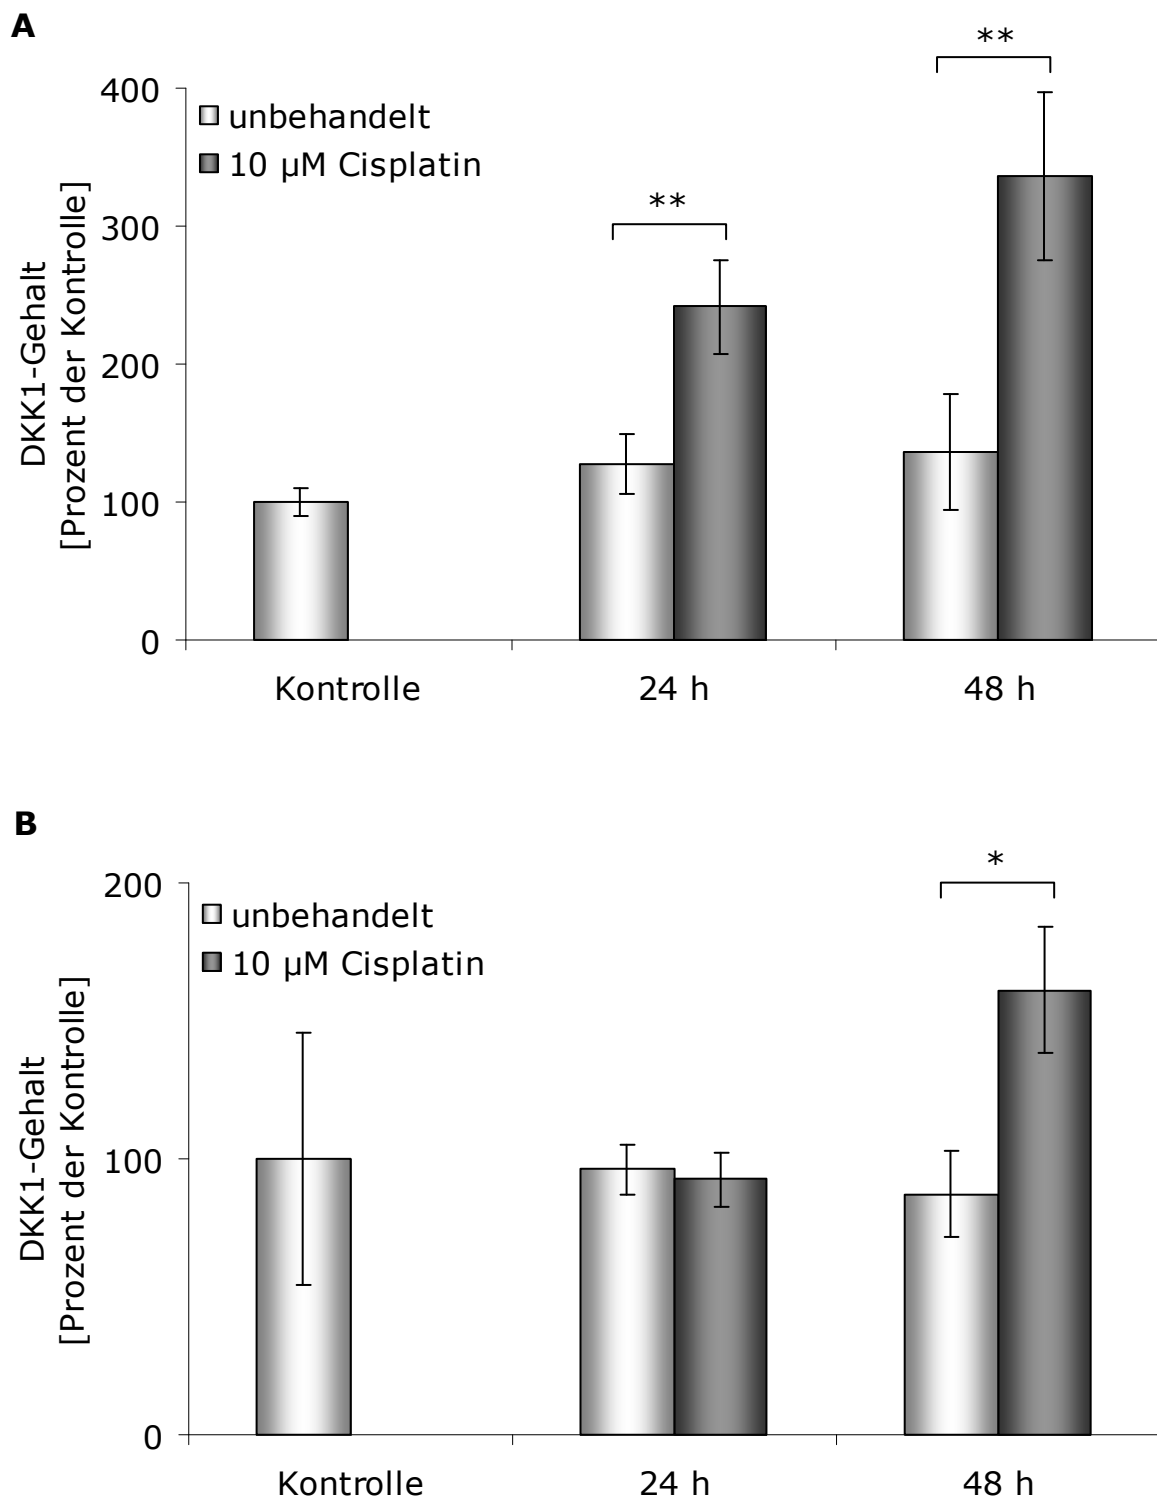 A
**
400
unbehandelt
10 µM Cisplatin
**
300
200
100
0
DKK1-Gehalt
[Prozent der Kontrolle]
Kontrolle 24 h 48 h
B
*
200
unbehandelt
10 µM Cisplatin
100
0
DKK1-Gehalt
[Prozent der Kontrolle]
Kontrolle 24 h 48 h